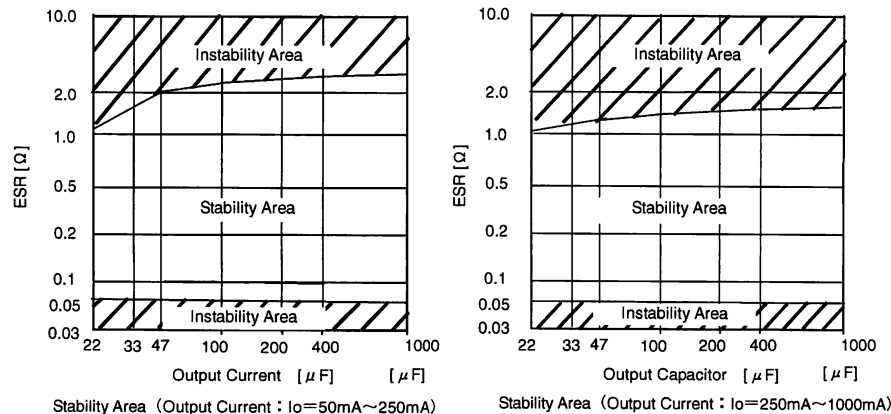 10.0
Instability Area
2.0
1.0
ESR [Ω]
0.5
Stability Area
0.2
0.1
0.05
Instability Area
0.03
22 33 47 100 200 400 1000
Output Current [μF] [μF]
Stability Area (Output Current : Io=50mA~250mA)
10.0
Instability Area
2.0
1.0
ESR [Ω]
0.5
Stability Area
0.2
0.1
0.05
Instability Area
0.03
22 33 47 100 200 400 1000
Output Capacitor [μF] [μF]
Stability Area (Output Current : Io=250mA~1000mA)